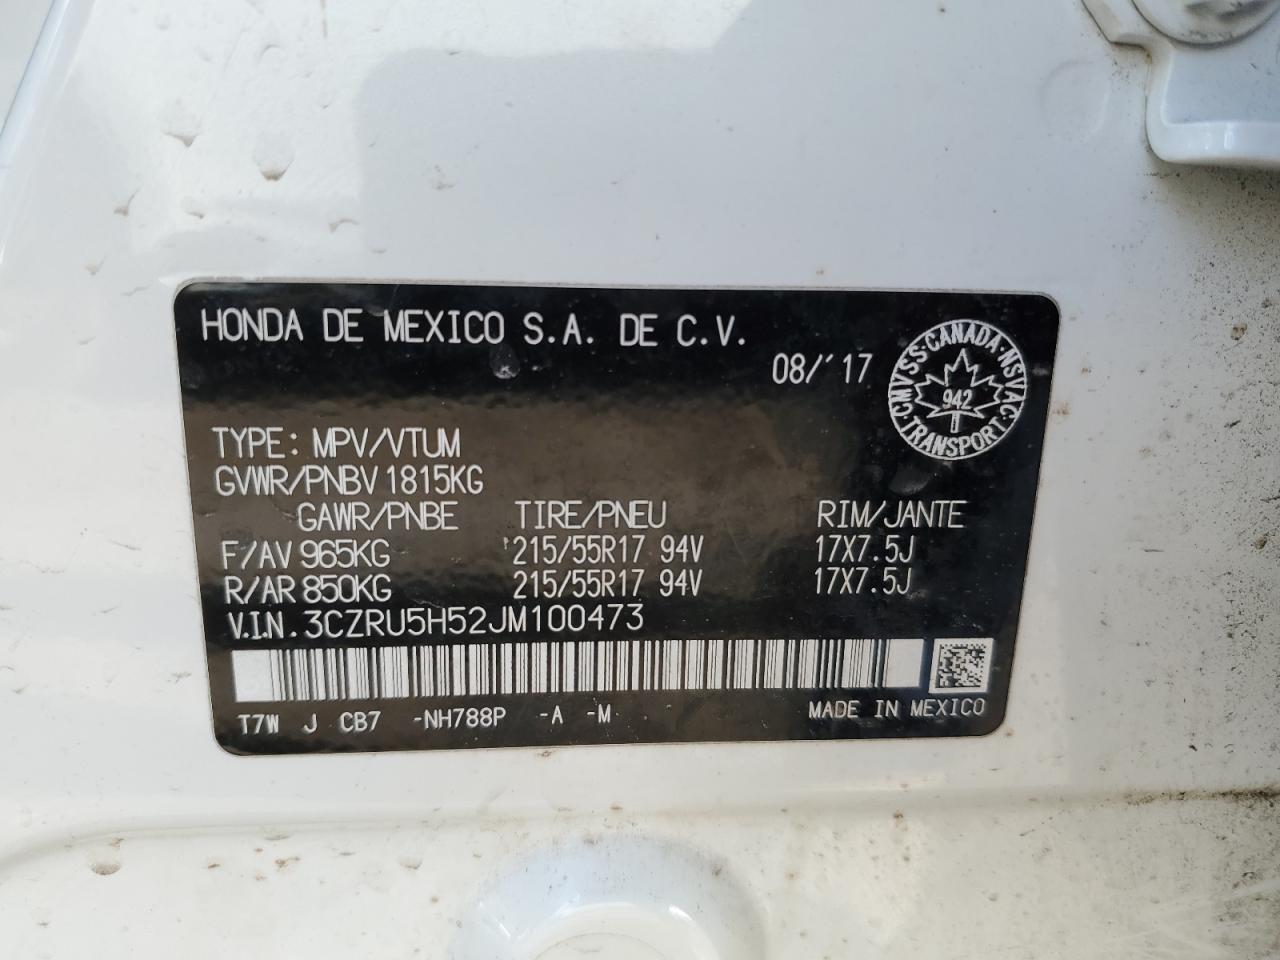 HONDA DE MEXICO S.A. DE C.V.
08/'17
CANADA
CMVSS NSVAC
942
TRANSPORT
TYPE: MPV/VTUM
GVWR/PNBV 1815KG
GAWR/PNBE TIRE/PNEU RIM/JANTE
F/AV 965KG 215/55R17 94V 17X7.5J
R/AR 850KG 215/55R17 94V 17X7.5J
V.I.N. 3CZRU5H52JM100473
T7W J CB7 -NH788P -A -M - MADE IN MEXICO